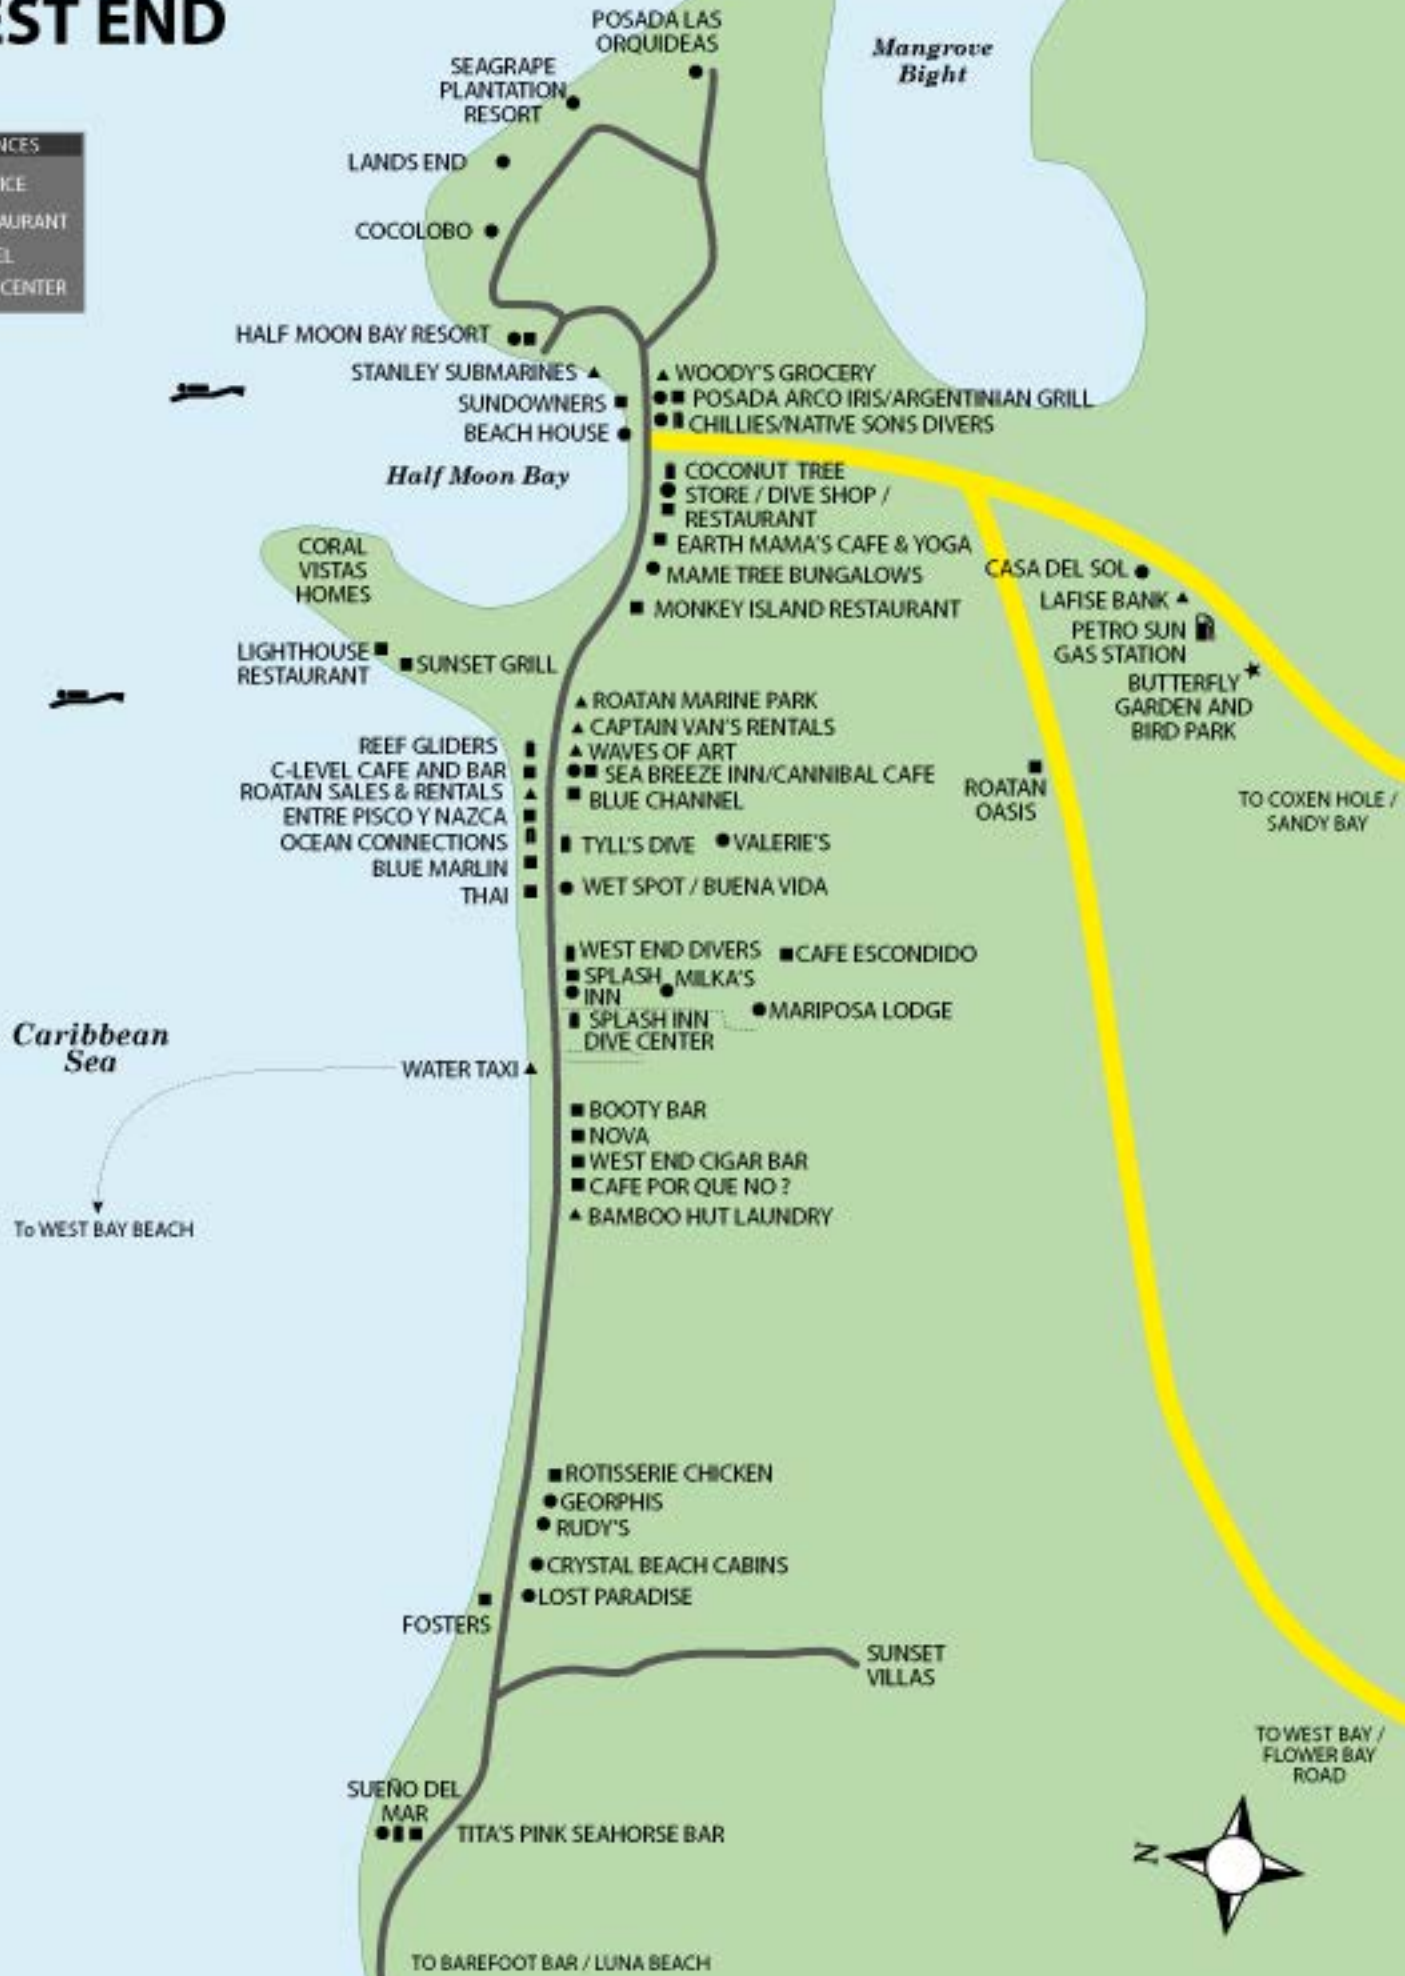 EST END
POSADA LAS
ORQUIDEAS
Mangrove
Bight
SEAGRAPE
PLANTATION
RESORT
NCES
ICE
AURANT
EL
CENTER
LANDS END
COCOLOBO
HALF MOON BAY RESORT
STANLEY SUBMARINES
SUNDOWNERS
BEACH HOUSE
WOODY'S GROCERY
POSADA ARCO IRIS/ARGENTINIAN GRILL
CHILLIES/NATIVE SONS DIVERS
Half Moon Bay
COCONUT TREE
STORE / DIVE SHOP /
RESTAURANT
EARTH MAMA'S CAFE & YOGA
MAME TREE BUNGALOWS
MONKEY ISLAND RESTAURANT
CORAL
VISTAS
HOMES
CASA DEL SOL
LAFISE BANK
PETRO SUN
GAS STATION
BUTTERFLY
GARDEN AND
BIRD PARK
LIGHTHOUSE
RESTAURANT
SUNSET GRILL
ROATAN MARINE PARK
CAPTAIN VAN'S RENTALS
WAVES OF ART
SEA BREEZE INN/CANNIBAL CAFE
BLUE CHANNEL
REEF GLIDERS
C-LEVEL CAFE AND BAR
ROATAN SALES & RENTALS
ENTRE PISCO Y NAZCA
OCEAN CONNECTIONS
BLUE MARLIN
THAI
ROATAN
OASIS
TO COXEN HOLE /
SANDY BAY
TYLL'S DIVE
VALERIE'S
WET SPOT / BUENA VIDA
WEST END DIVERS
CAFE ESCONDIDO
SPLASH
INN
MILKA'S
MARIPOSA LODGE
SPLASH INN
DIVE CENTER
Caribbean
Sea
WATER TAXI
To WEST BAY BEACH
BOOTY BAR
NOVA
WEST END CIGAR BAR
CAFE POR QUE NO ?
BAMBOO HUT LAUNDRY
ROTISSERIE CHICKEN
GEORPHIS
RUDY'S
CRYSTAL BEACH CABINS
LOST PARADISE
FOSTERS
SUNSET
VILLAS
TO WEST BAY /
FLOWER BAY
ROAD
SUEÑO DEL
MAR
TITA'S PINK SEAHORSE BAR
N
TO BAREFOOT BAR / LUNA BEACH